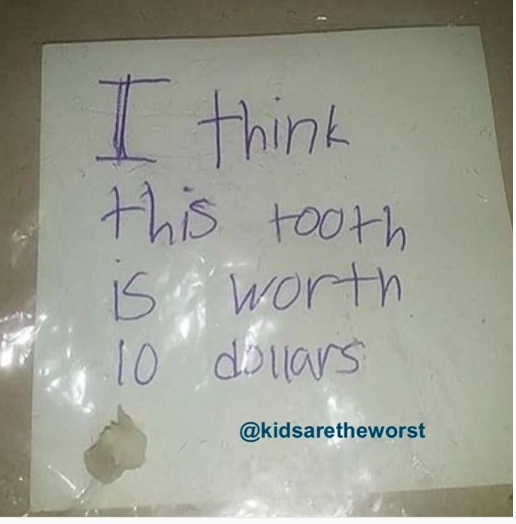 I think
this tooth
is worth
10 dollars
@kidsaretheworst